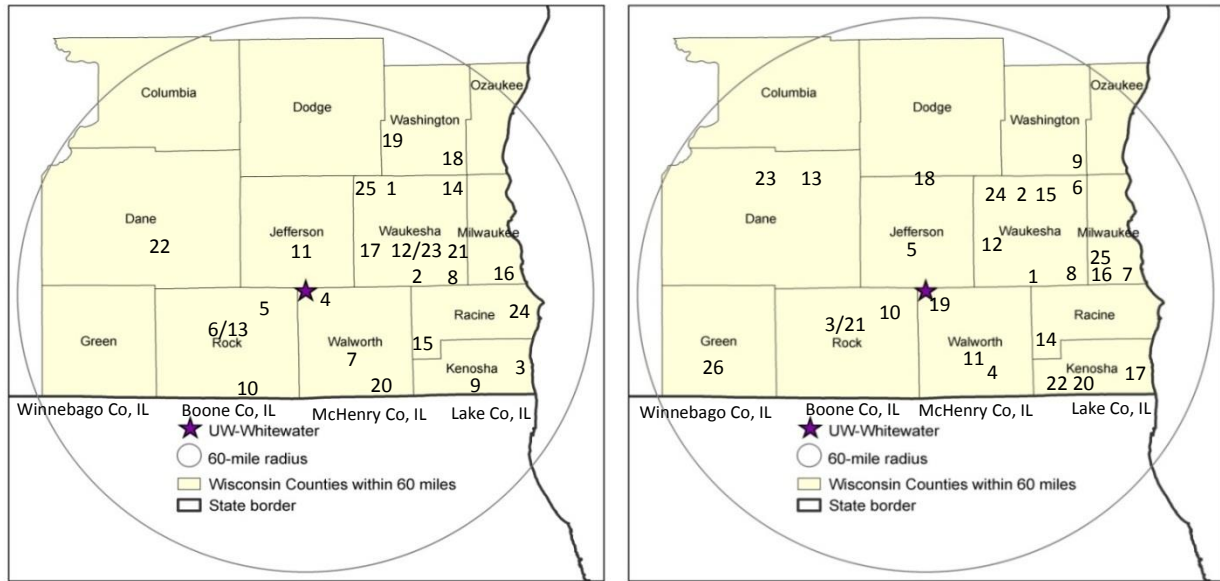 Columbia
Dodge
Ozaukee
Washington
19
18
25 1 14
Dane
22
Jefferson
11
Waukesha
17 12/23 21
Milwaukee
2 8 16
4
5
6/13
Rock
Green
10
Walworth
7
20
15
Racine
24
Kenosha
3
9
Winnebago Co, IL Boone Co, IL McHenry Co, IL Lake Co, IL
UW-Whitewater
60-mile radius
Wisconsin Counties within 60 miles
State border
Columbia
Dodge
Ozaukee
Washington
9
23 13 18
24 2 15 6
Dane
Jefferson
5
Waukesha
12
Milwaukee
25
1 8 16 7
19
10
3/21
Rock
Green
26
Walworth
11
4
14
Racine
Kenosha
17
22 20
Winnebago Co, IL Boone Co, IL McHenry Co, IL Lake Co, IL
UW-Whitewater
60-mile radius
Wisconsin Counties within 60 miles
State border